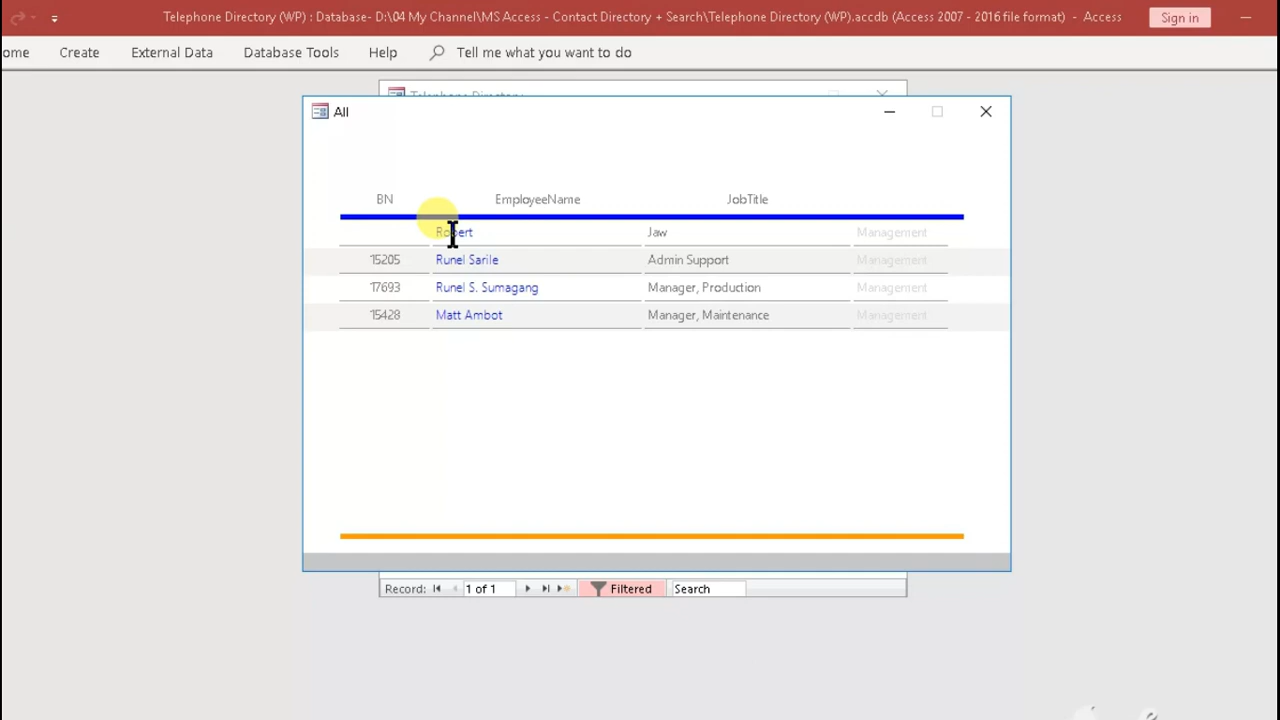 Telephone Directory (WP) : Database- D:\04 My Channel\MS Access - Contact Directory + Search\Telephone Directory (WP).accdb (Access 2007 - 2016 file format) - Access
Sign in
ome Create External Data Database Tools Help Tell me what you want to do
Telephone Directory
All
BN EmployeeName JobTitle
Robert Jaw Management
15205 Runel Sarile Admin Support Management
17693 Runel S. Sumagang Manager, Production Management
15428 Matt Ambot Manager, Maintenance Management
Record: 1 of 1 Filtered Search